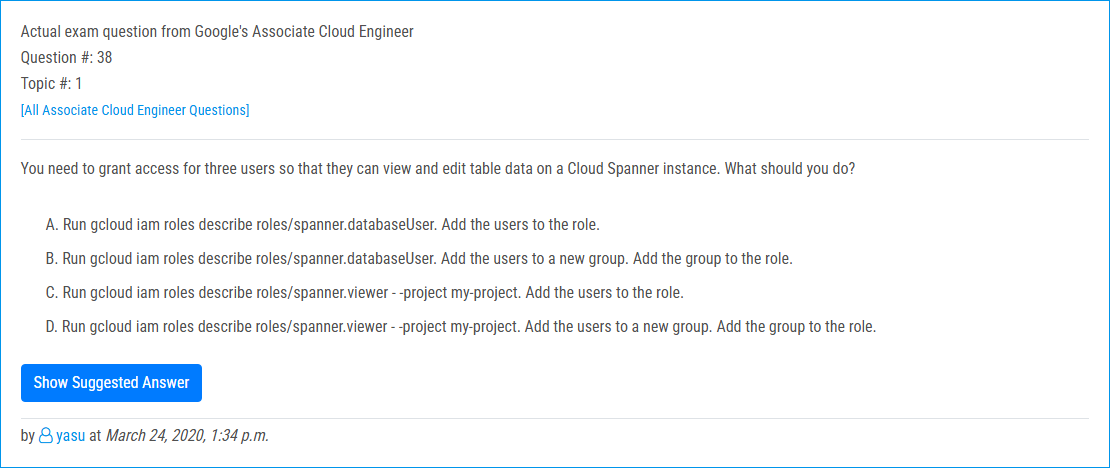 Actual exam question from Google's Associate Cloud Engineer
Question #: 38
Topic #: 1
[All Associate Cloud Engineer Questions]
You need to grant access for three users so that they can view and edit table data on a Cloud Spanner instance. What should you do?
A. Run gcloud iam roles describe roles/spanner.databaseUser. Add the users to the role.
B. Run gcloud iam roles describe roles/spanner.databaseUser. Add the users to a new group. Add the group to the role.
C. Run gcloud iam roles describe roles/spanner.viewer - -project my-project. Add the users to the role.
D. Run gcloud iam roles describe roles/spanner.viewer - -project my-project. Add the users to a new group. Add the group to the role.
Show Suggested Answer
by yasu at March 24, 2020, 1:34 p.m.